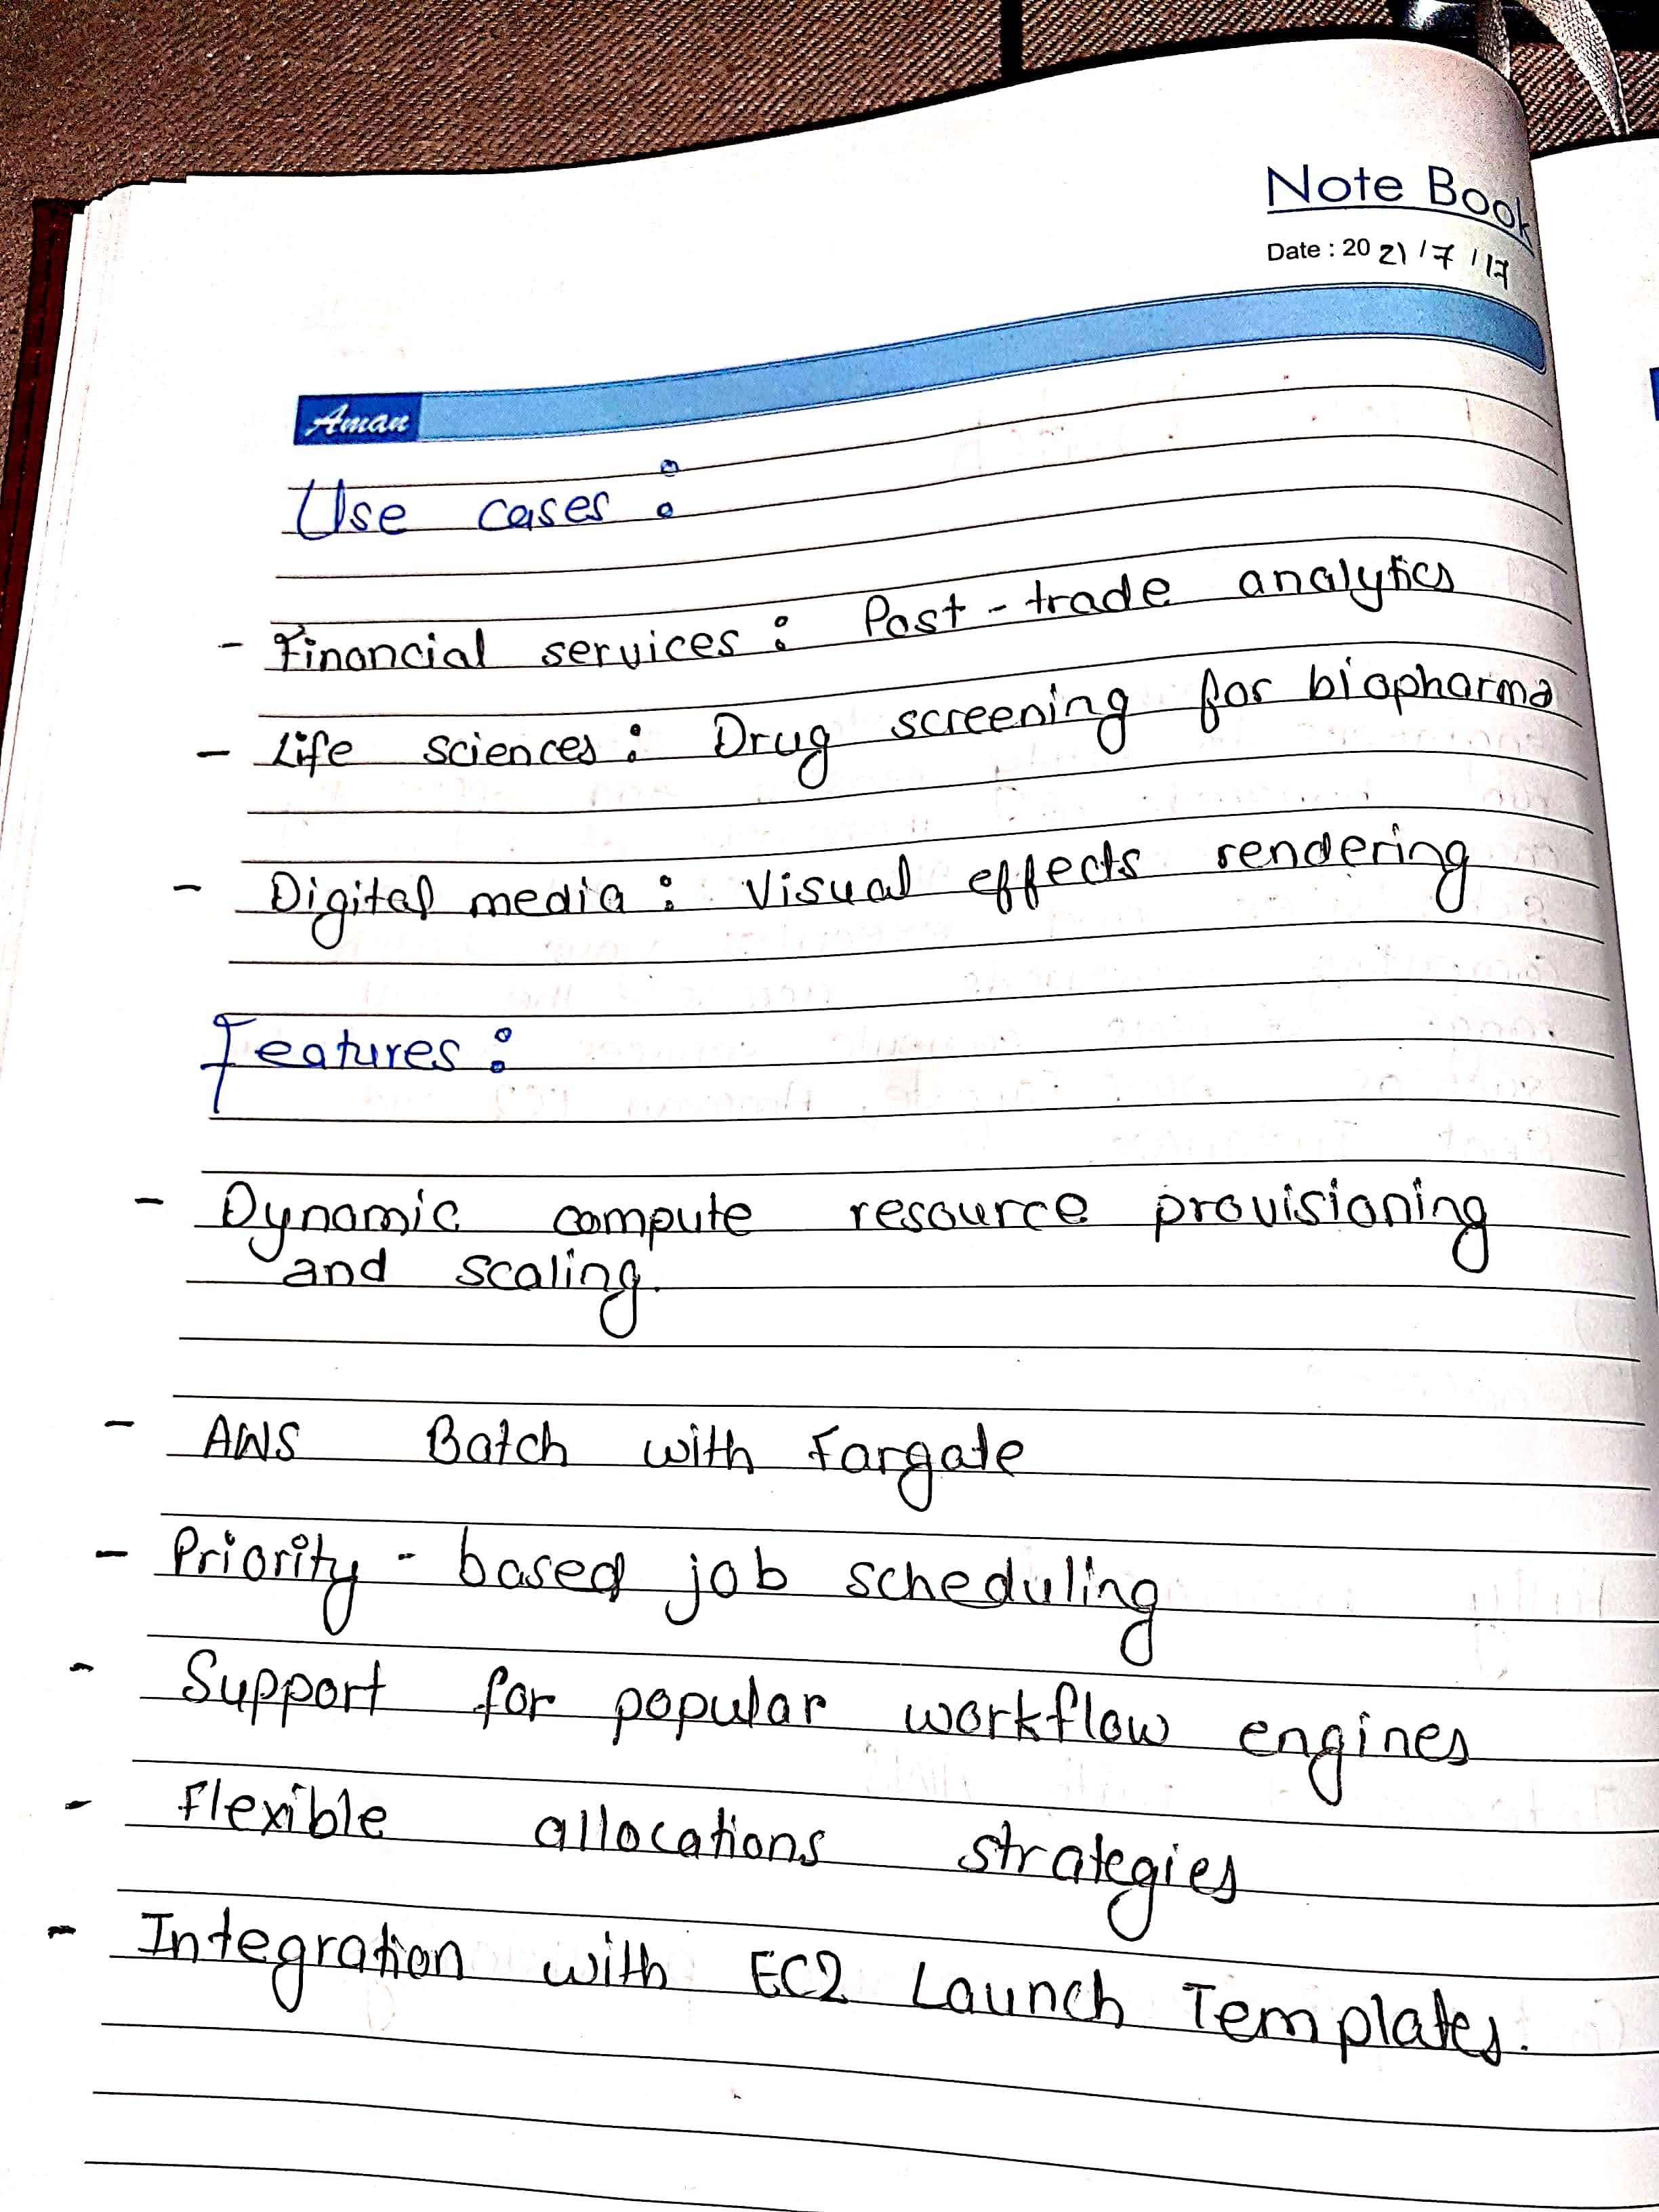 Note Book
Date : 2021/7/17
Aman
Use cases :
- Financial services : Post-trade analytics
- Life sciences : Drug screening for biopharma
- Digital media : Visual effects rendering
Features :
- Dynamic compute resource provisioning
and scaling.
- AWS Batch with Fargate
- Priority - based job scheduling
- Support for popular workflow engines
- Flexible allocations strategies
- Integration with EC2 Launch Templates.